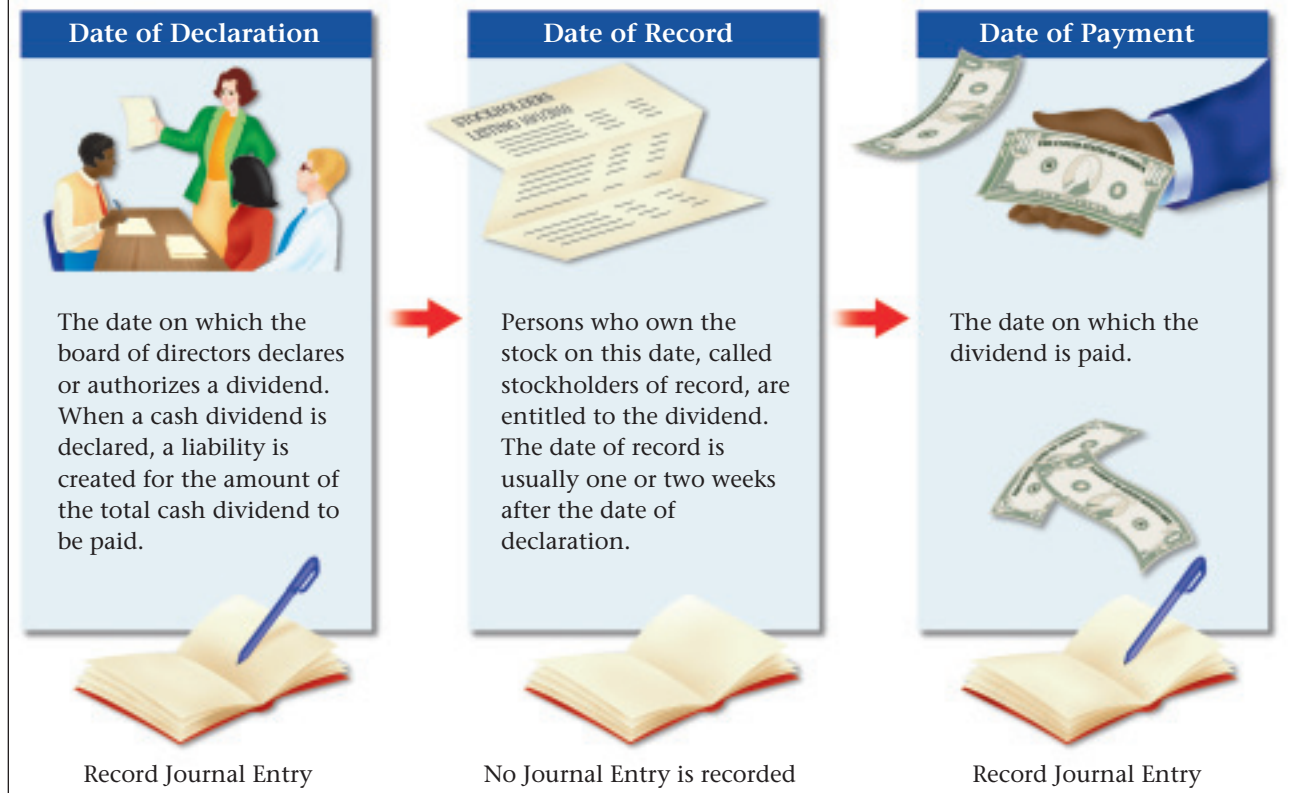 Date of Declaration
The date on which the
board of directors declares
or authorizes a dividend.
When a cash dividend is
declared, a liability is
created for the amount of
the total cash dividend to
be paid.
Record Journal Entry
Date of Record
STOCKHOLDERS
Persons who own the
stock on this date, called
stockholders of record, are
entitled to the dividend.
The date of record is
usually one or two weeks
after the date of
declaration.
No Journal Entry is recorded
Date of Payment
The date on which the
dividend is paid.
Record Journal Entry